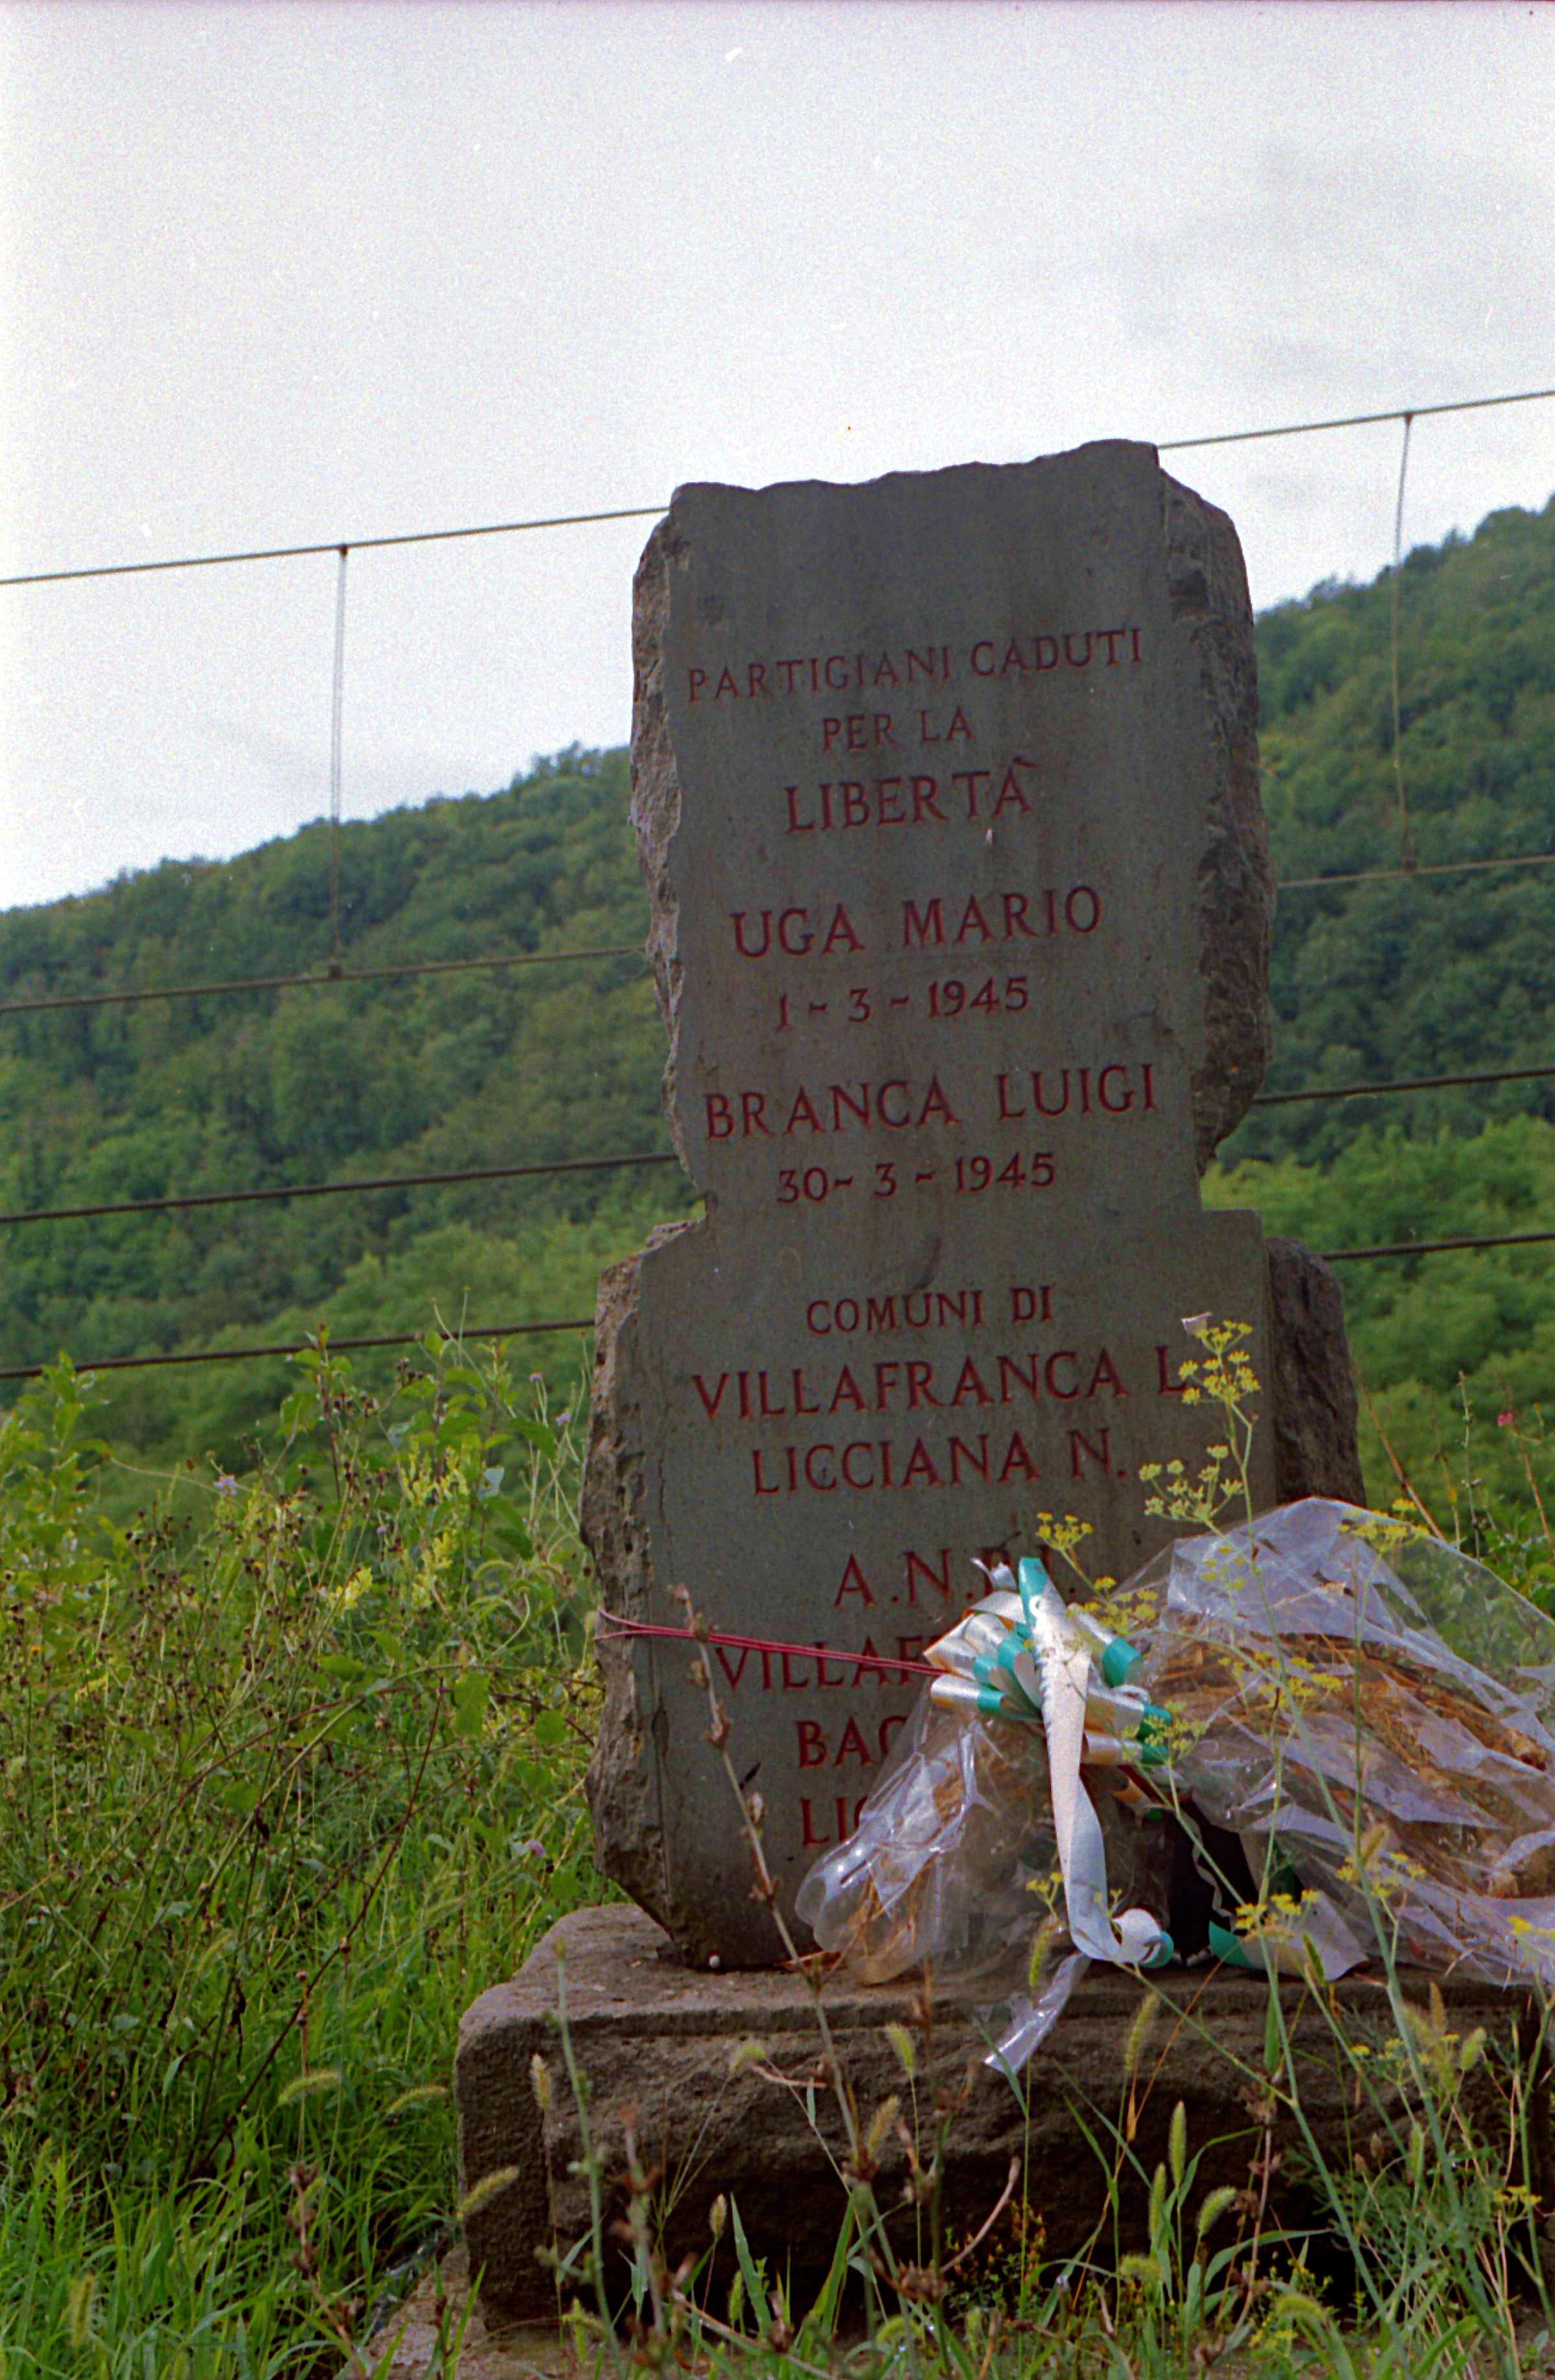 PARTIGIANI CADUTI
PER LA
LIBERTÀ
UGA MARIO
1-3-1945
BRANCA LUIGI
30-3-1945
COMUNI DI
VILLAFRANCA L.
LICCIANA N.